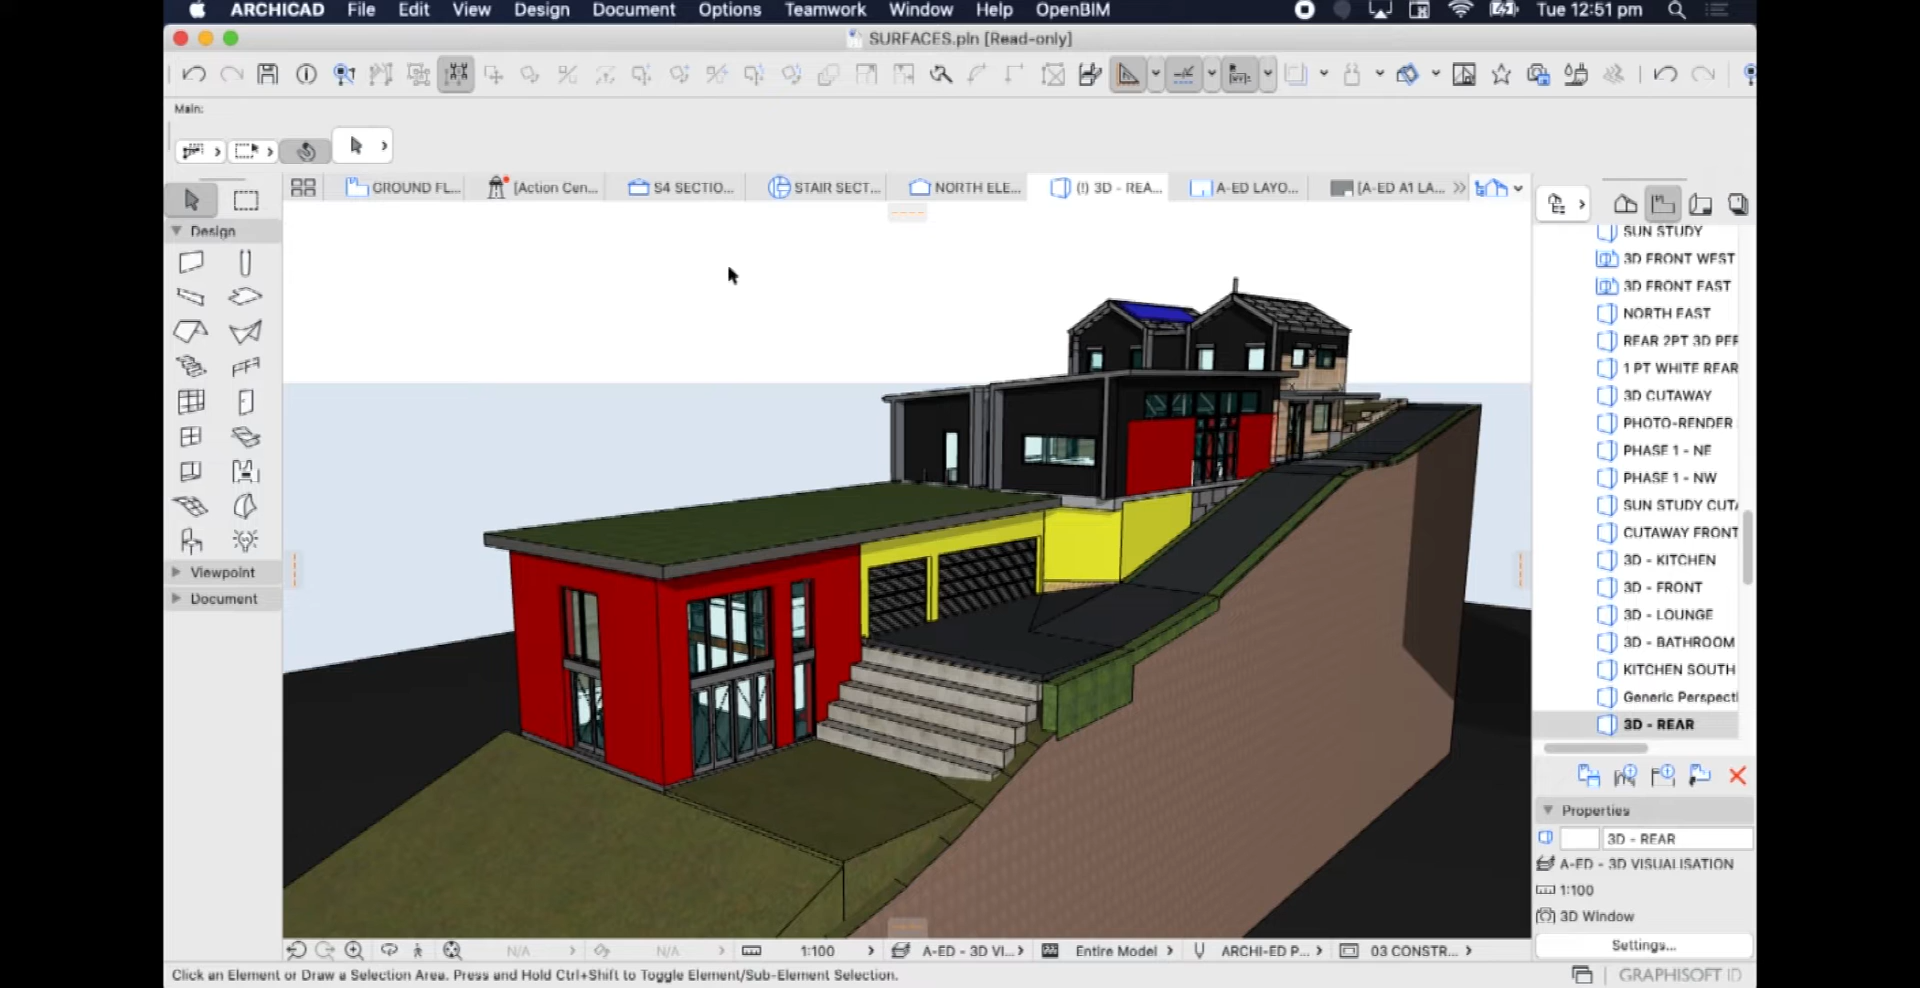 ARCHICAD File Edit View Design Document Options Teamwork Window Help OpenBIM Tue 12:51 pm
SURFACES.pln [Read-only]
Main:
GROUND FL... [Action Cen... S4 SECTIO... STAIR SECT... NORTH ELE... (!) 3D - REA... A-ED LAYO... [A-ED A1 LA...
Design
Viewpoint
Document
SUN STUDY
3D FRONT WEST
3D FRONT EAST
NORTH EAST
REAR 2PT 3D PER
1 PT WHITE REAR
3D CUTAWAY
PHOTO-RENDER
PHASE 1 - NE
PHASE 1 - NW
SUN STUDY CUTA
CUTAWAY FRONT
3D - KITCHEN
3D - FRONT
3D - LOUNGE
3D - BATHROOM
KITCHEN SOUTH
Generic Perspecti
3D - REAR
Properties
3D - REAR
A-ED - 3D VISUALISATION
1:100
3D Window
Settings...
N/A N/A 1:100 A-ED - 3D VI... Entire Model ARCHI-ED P... 03 CONSTR...
Click an Element or Draw a Selection Area. Press and Hold Ctrl+Shift to Toggle Element/Sub-Element Selection.
GRAPHISOFT ID